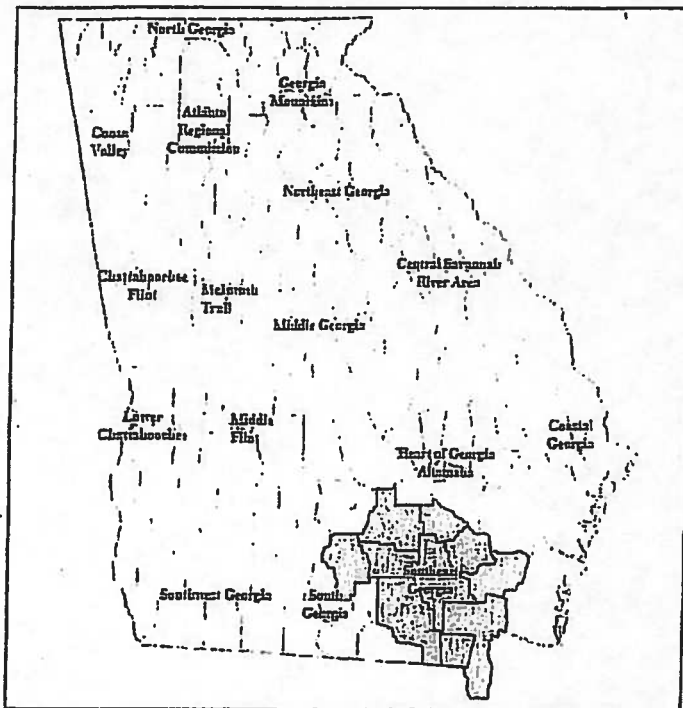 North Georgia
Georgia
Mountains
Coosa
Valley
Atlanta
Regional
Commission
Northeast Georgia
Chattahoochee
Flint
McIntosh
Trail
Central Savannah
River Area
Middle Georgia
Lower
Chattahoochee
Middle
Flint
Heart of Georgia
Altamaha
Coastal
Georgia
Southwest Georgia
South
Georgia
Southeast
Georgia